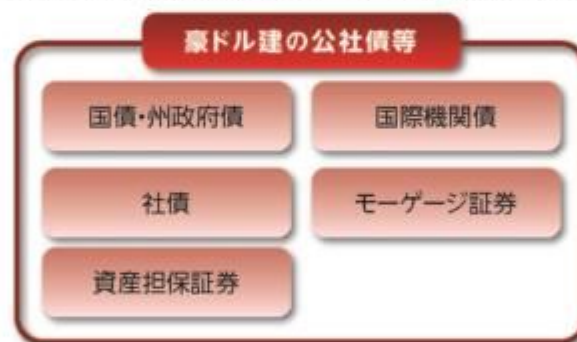 豪ドル建の公社債等
国債・州政府債
国際機関債
社債
モーゲージ証券
資産担保証券